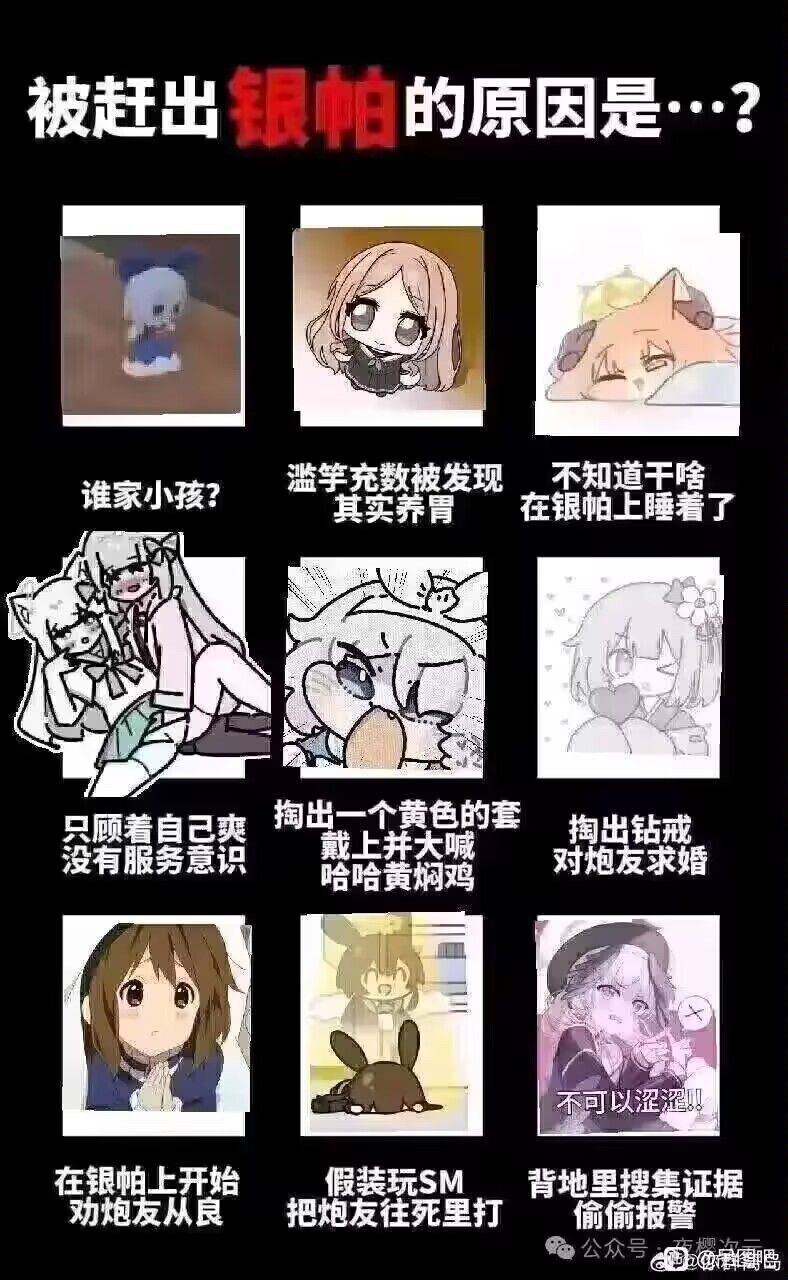 被赶出银帕的原因是…?
谁家小孩?
滥竽充数被发现
其实养胃
不知道干啥
在银帕上睡着了
只顾着自己爽
没有服务意识
掏出一个黄色的套
戴上并大喊
哈哈黄焖鸡
掏出钻戒
对炮友求婚
不可以涩涩!!
在银帕上开始
劝炮友从良
假装玩SM
把炮友往死里打
背地里搜集证据
偷偷报警
公众号·夜樱次元